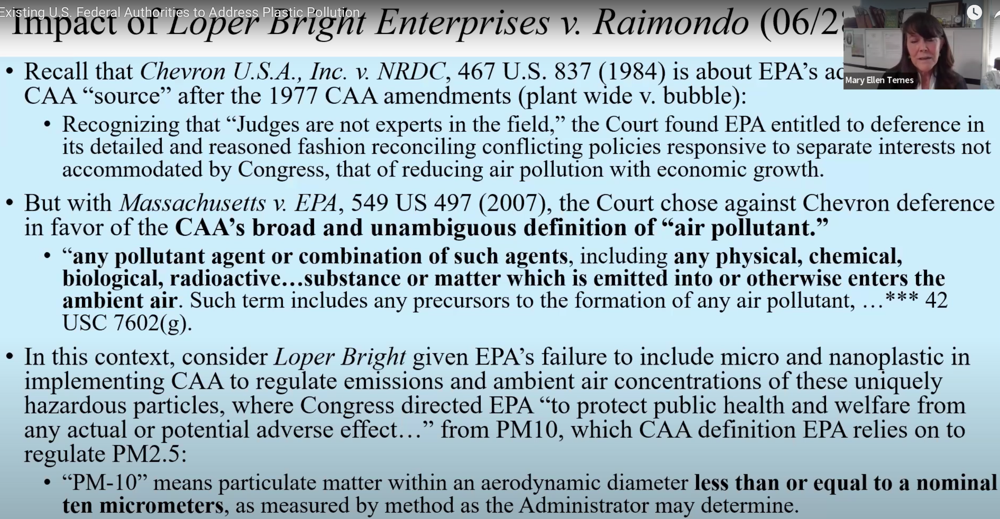 Existing U.S. Federal Authorities to Address Plastic Pollution
Impact of Loper Bright Enterprises v. Raimondo (06/2
Mary Ellen Ternes
• Recall that Chevron U.S.A., Inc. v. NRDC, 467 U.S. 837 (1984) is about EPA’s
CAA “source” after the 1977 CAA amendments (plant wide v. bubble):
• Recognizing that “Judges are not experts in the field,” the Court found EPA entitled to deference in
its detailed and reasoned fashion reconciling conflicting policies responsive to separate interests not
accommodated by Congress, that of reducing air pollution with economic growth.
• But with Massachusetts v. EPA, 549 US 497 (2007), the Court chose against Chevron deference
in favor of the CAA’s broad and unambiguous definition of “air pollutant.”
• “any pollutant agent or combination of such agents, including any physical, chemical,
biological, radioactive…substance or matter which is emitted into or otherwise enters the
ambient air. Such term includes any precursors to the formation of any air pollutant, …*** 42
USC 7602(g).
• In this context, consider Loper Bright given EPA’s failure to include micro and nanoplastic in
implementing CAA to regulate emissions and ambient air concentrations of these uniquely
hazardous particles, where Congress directed EPA “to protect public health and welfare from
any actual or potential adverse effect…” from PM10, which CAA definition EPA relies on to
regulate PM2.5:
• “PM-10” means particulate matter within an aerodynamic diameter less than or equal to a nominal
ten micrometers, as measured by method as the Administrator may determine.